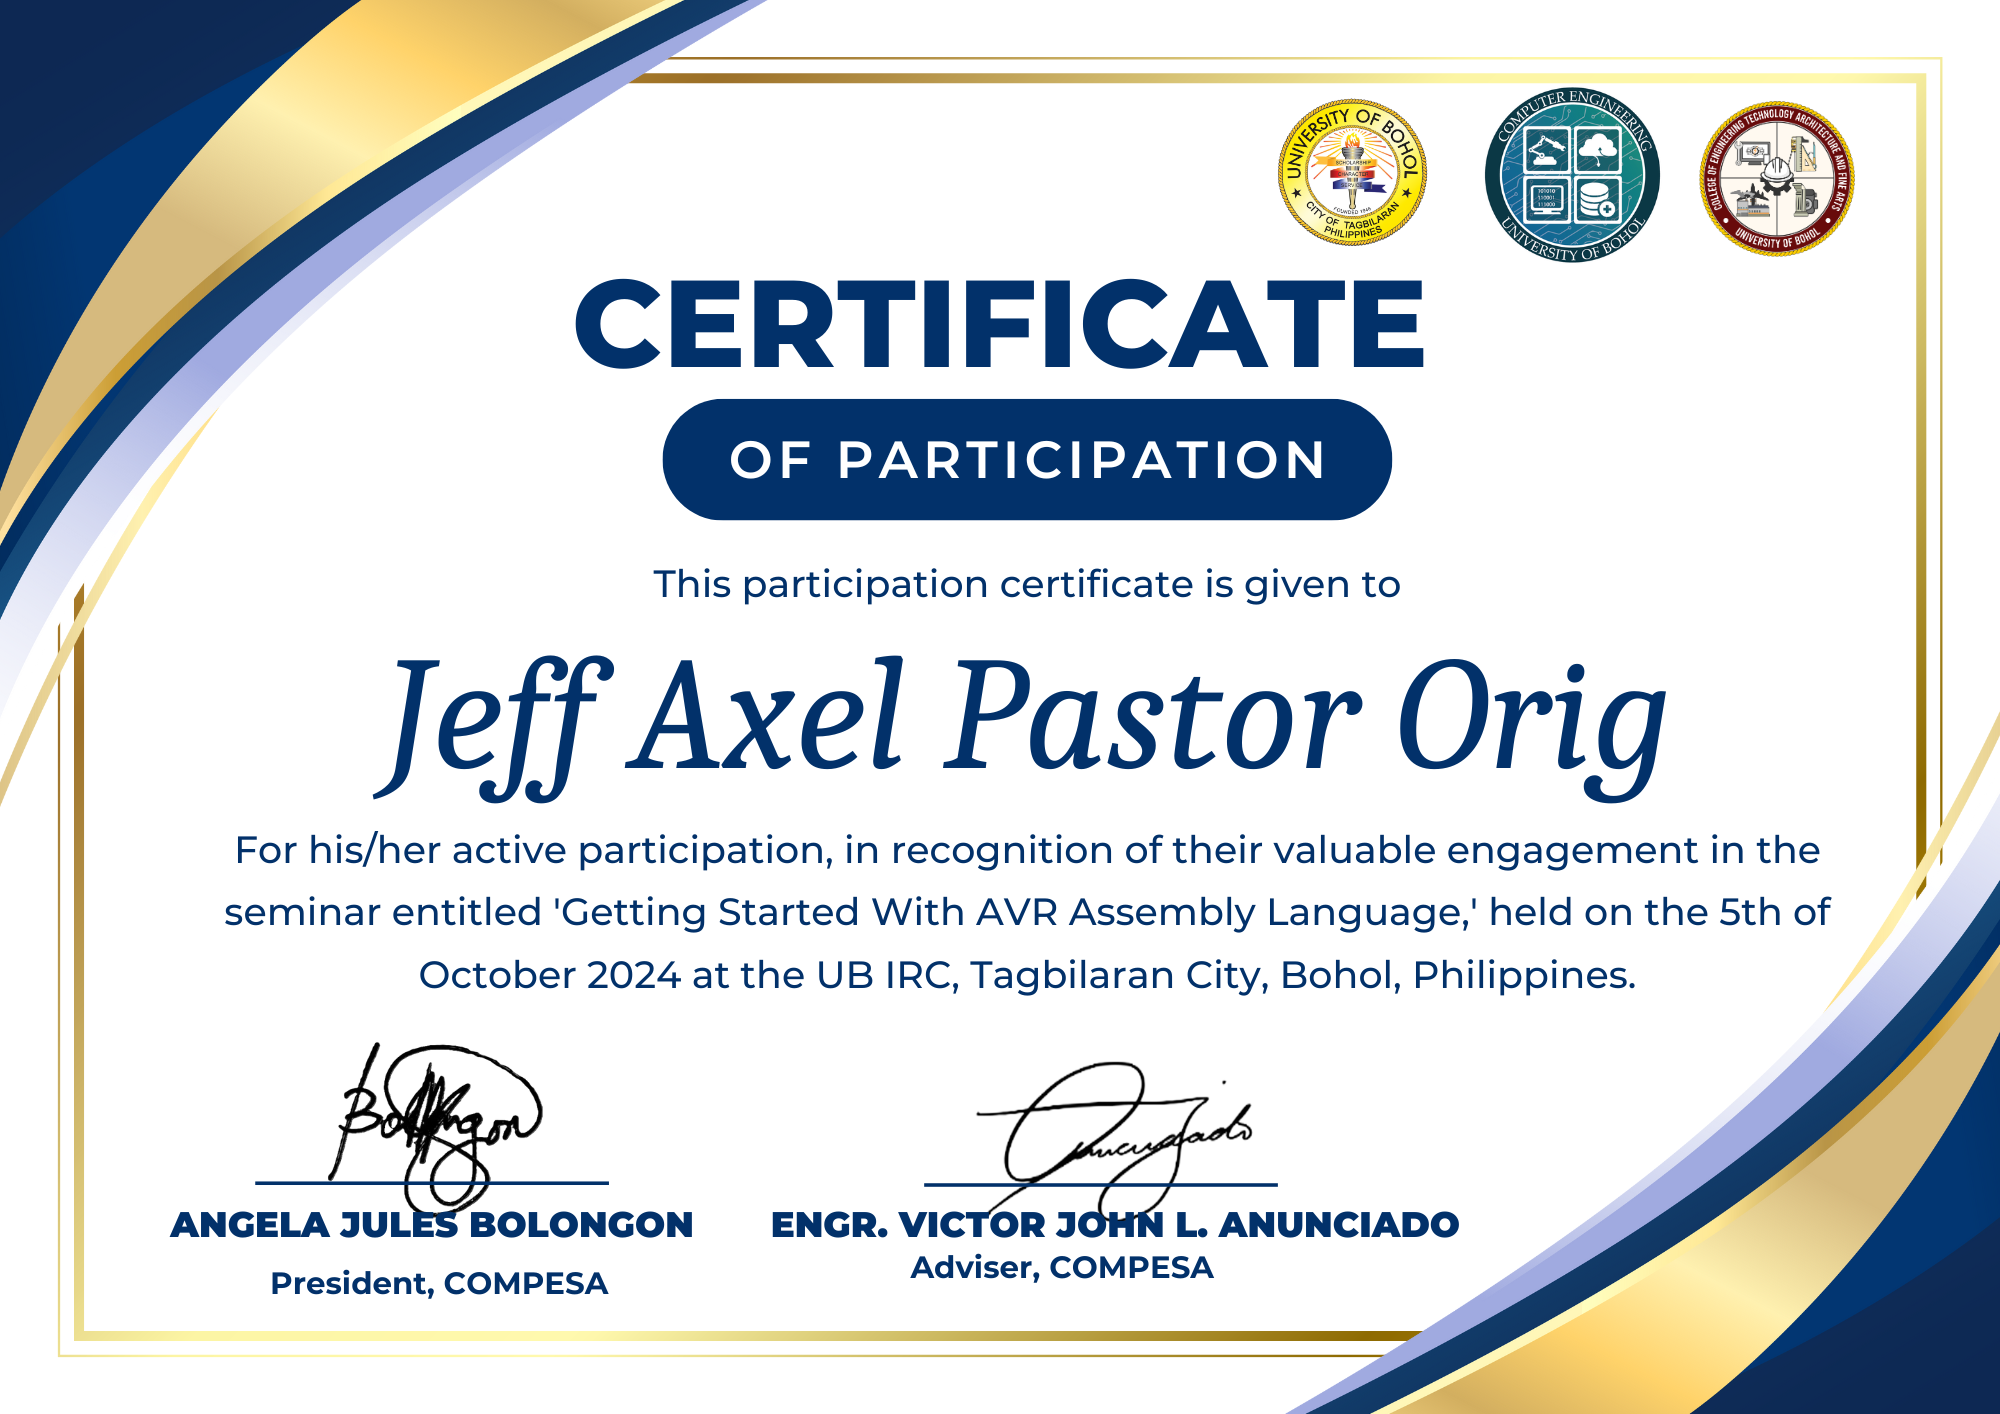 UNIVERSITY OF BOHOL
SCHOLARSHIP
CHARACTER
SERVICE
FOUNDED 1946
CITY OF TAGBILARAN
PHILIPPINES
COMPUTER ENGINEERING
101010
110001
111000
UNIVERSITY OF BOHOL
COLLEGE OF ENGINEERING TECHNOLOGY ARCHITECTURE AND FINE ARTS
UNIVERSITY OF BOHOL
CERTIFICATE
OF PARTICIPATION
This participation certificate is given to
Jeff Axel Pastor Orig
For his/her active participation, in recognition of their valuable engagement in the
seminar entitled 'Getting Started With AVR Assembly Language,' held on the 5th of
October 2024 at the UB IRC, Tagbilaran City, Bohol, Philippines.
ANGELA JULES BOLONGON
President, COMPESA
ENGR. VICTOR JOHN L. ANUNCIADO
Adviser, COMPESA